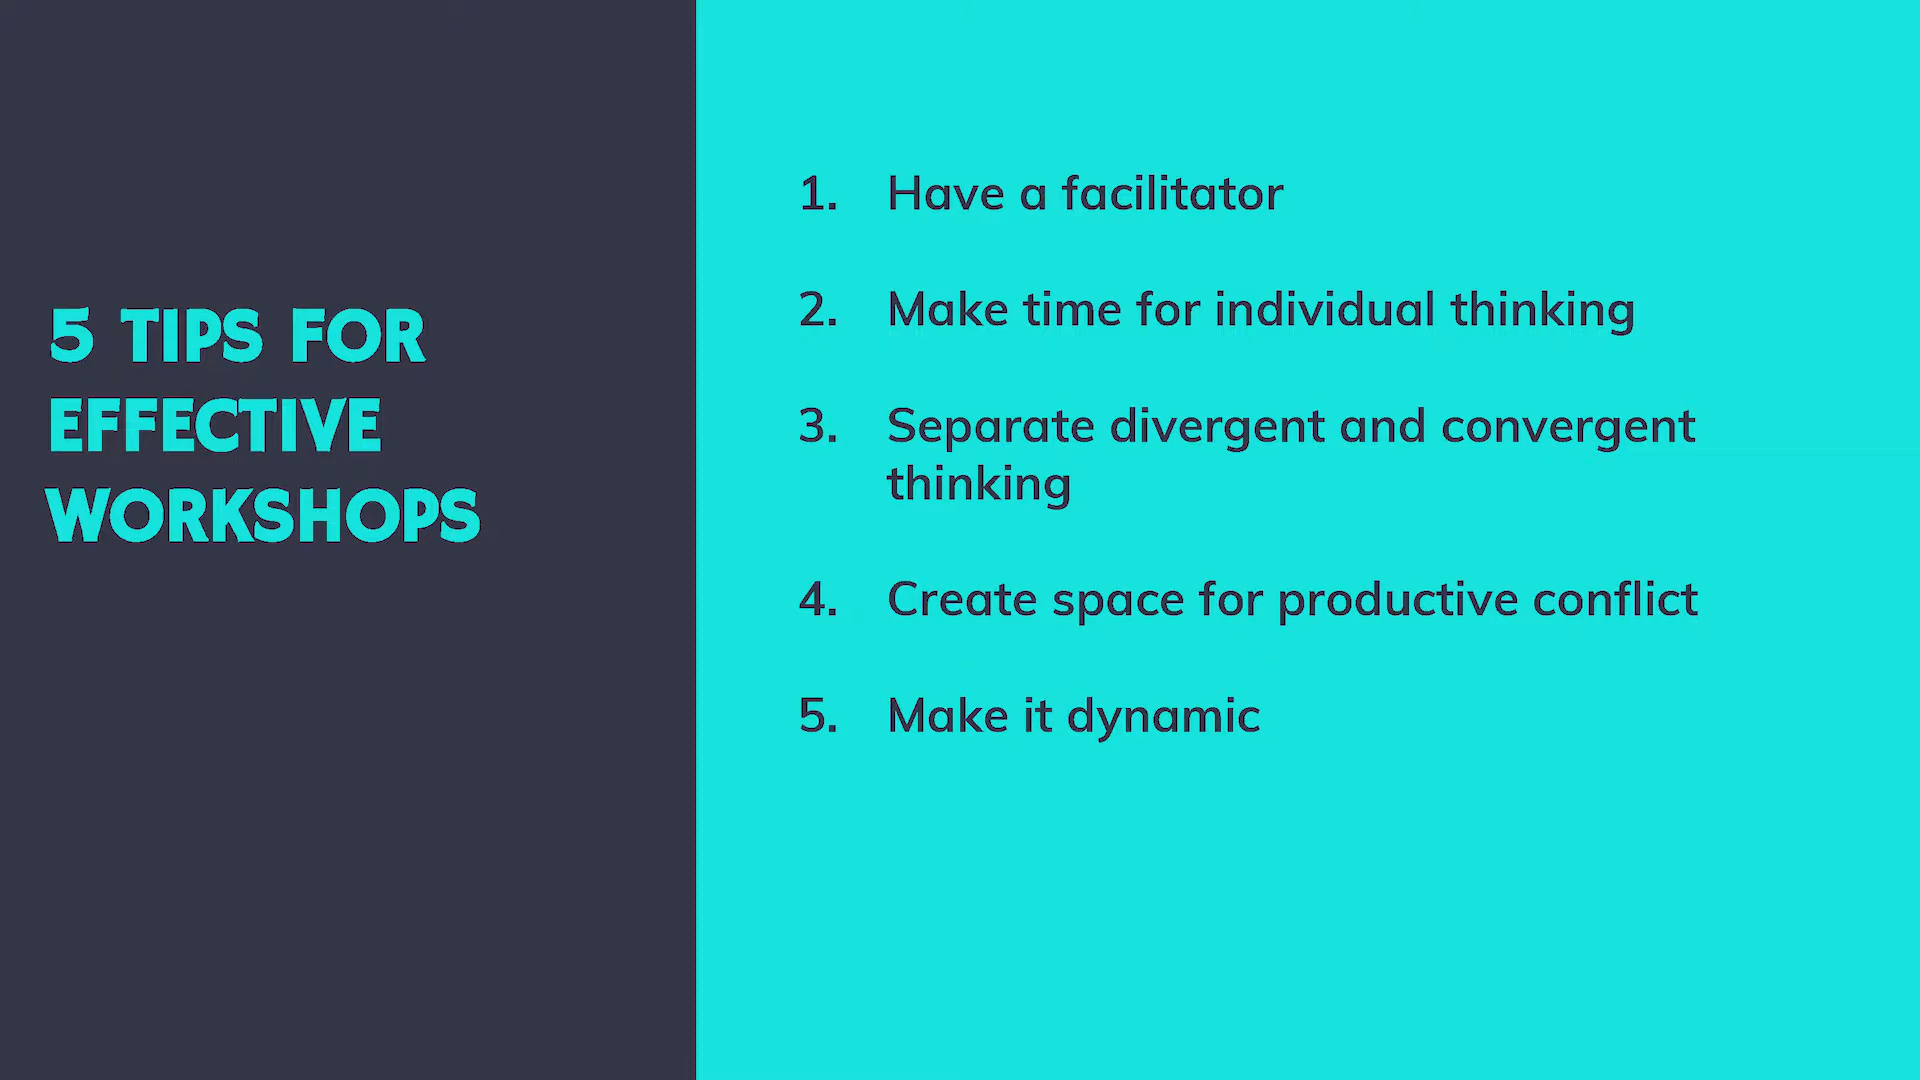 5 TIPS FOR
EFFECTIVE
WORKSHOPS
1. Have a facilitator
2. Make time for individual thinking
3. Separate divergent and convergent
thinking
4. Create space for productive conflict
5. Make it dynamic